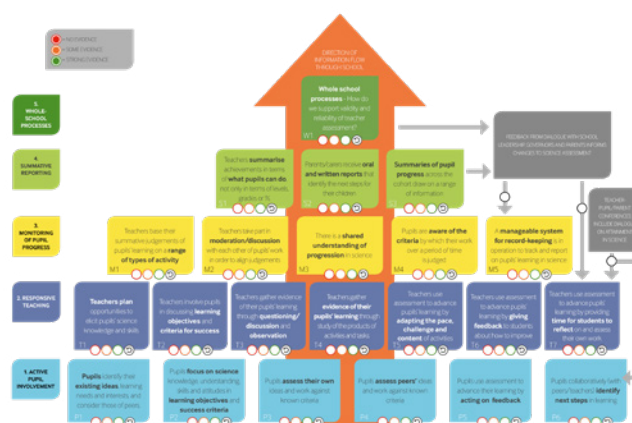 = NO EVIDENCE
= SOME EVIDENCE
= STRONG EVIDENCE
DIRECTION OF
INFORMATION FLOW
THROUGH SCHOOL
5.
WHOLE-
SCHOOL
PROCESSES
Whole school
processes - How do
we support validity and
reliability of teacher
assessment?
W1
FEEDBACK FROM DIALOGUE WITH SCHOOL
LEADERSHIP, GOVERNORS AND PARENTS INFORMS
CHANGES TO SCIENCE ASSESSMENT
4.
SUMMATIVE
REPORTING
Teachers summarise
achievements in terms
of what pupils can do
not only in terms of levels,
grades or %
S1
Parents/carers receive oral
and written reports that
identify the next steps for
their children
S2
Summaries of pupil
progress across the
cohort draw on a range
of information
S3
TEACHER-
PUPIL/PARENT
CONFERENCES
INCLUDE DIALOGUE
ON ATTAINMENT
IN SCIENCE
3.
MONITORING
OF PUPIL
PROGRESS
Teachers base their
summative judgements
of pupils' learning on a
range of types of activity
M1
Teachers take part in
moderation/discussion
with each other of pupils' work
in order to align judgements
M2
There is a shared
understanding of
progression in science
M3
Pupils are aware of the
criteria by which their work
over a period of time
is judged
M4
A manageable system
for record-keeping is
in operation to track and report
on pupils' learning in science
M5
2. RESPONSIVE
TEACHING
Teachers plan
opportunities to
elicit pupils' science
knowledge and skills
T1
Teachers involve pupils
in discussing learning
objectives and
criteria for success
T2
Teachers gather evidence
of their pupils' learning
through questioning/
discussion and
observation
T3
Teachers gather
evidence of their
pupils' learning through
study of the products of
activities and tasks
T4
Teachers use
assessment to advance
pupils' learning by
adapting the pace,
challenge and
content of activities
T5
Teachers use
assessment to advance
pupils' learning by
giving feedback to
students about how to improve
T6
Teachers use assessment to
advance pupils' learning
by providing
time for students to
reflect on and assess
their own work
T7
1. ACTIVE
PUPIL
INVOLVEMENT
Pupils identify their
existing ideas, learning
needs and interests, and
consider those of peers
P1
Pupils focus on science
knowledge, understanding
skills and attitudes in
learning objectives and
success criteria
P2
Pupils assess their own
ideas and work against
known criteria
P3
Pupils assess peers' ideas
and work against known
criteria
P4
Pupils use assessment to
advance their learning by
acting on feedback
P5
Pupils collaboratively (with
peers/teachers) identify
next steps in learning
P6